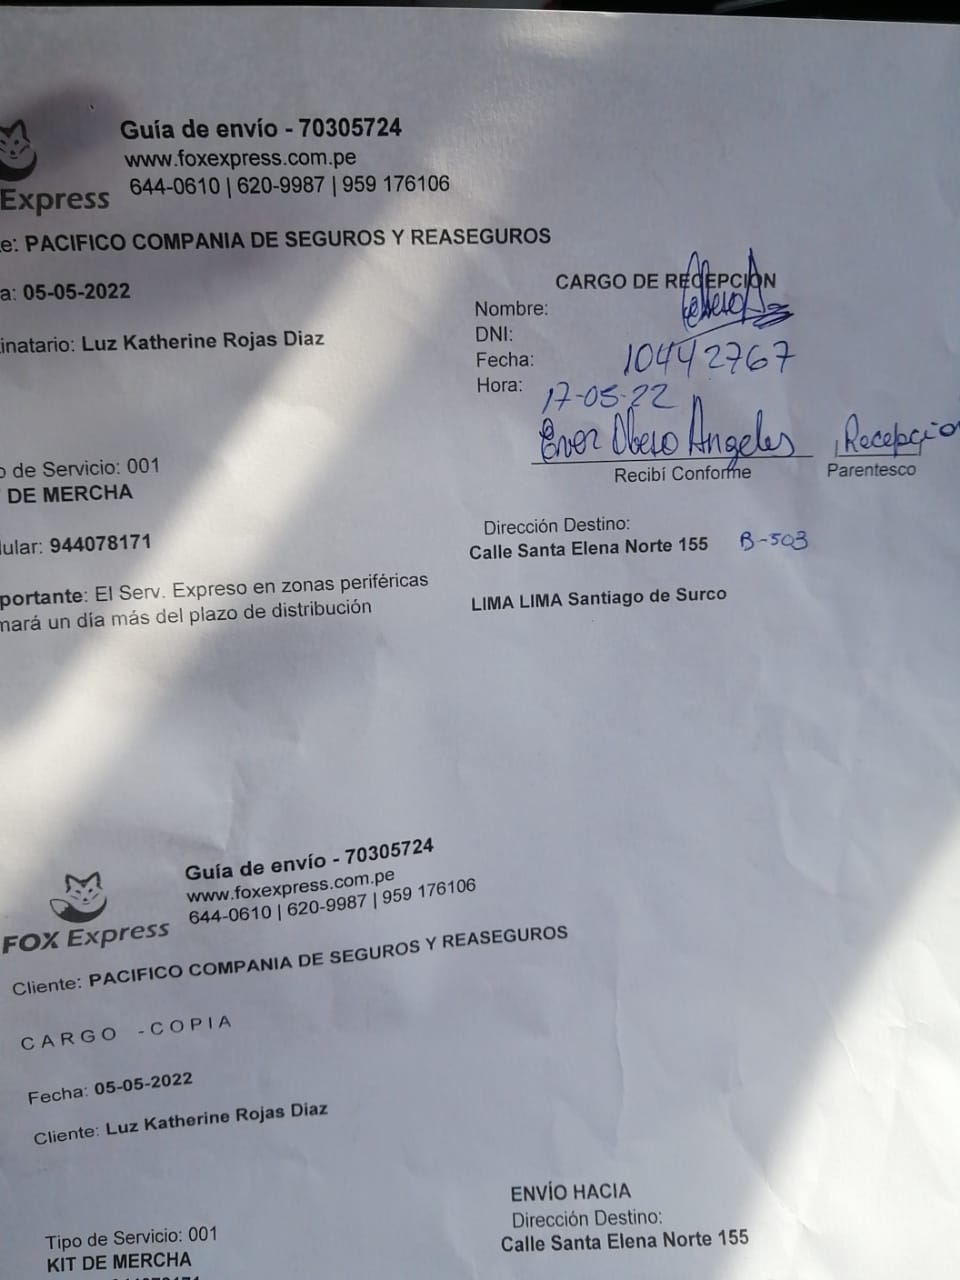 Guía de envío - 70305724
www.foxexpress.com.pe
644-0610 | 620-9987 | 959 176106
Express
e: PACIFICO COMPANIA DE SEGUROS Y REASEGUROS
a: 05-05-2022
inatario: Luz Katherine Rojas Diaz
CARGO DE RECEPCIÓN
Nombre:
DNI:
Fecha: 10442767
Hora: 17-05-22
Ever Obeso Angeles
Recepcio
Recibí Conforme
Parentesco
o de Servicio: 001
DE MERCHA
lular: 944078171
portante: El Serv. Expreso en zonas periféricas
mará un día más del plazo de distribución
Dirección Destino:
Calle Santa Elena Norte 155 B-503
LIMA LIMA Santiago de Surco
Guía de envío - 70305724
www.foxexpress.com.pe
644-0610 | 620-9987 | 959 176106
FOX Express
Cliente: PACIFICO COMPANIA DE SEGUROS Y REASEGUROS
CARGO - COPIA
Fecha: 05-05-2022
Cliente: Luz Katherine Rojas Diaz
Tipo de Servicio: 001
KIT DE MERCHA
ENVÍO HACIA
Dirección Destino:
Calle Santa Elena Norte 155